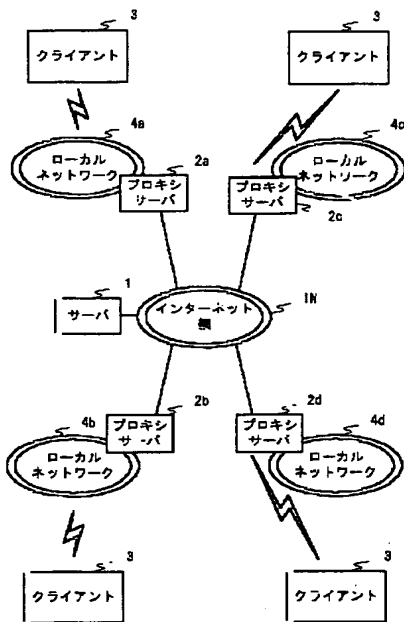 3
クライアント
3
クライアント
4a
ローカル
ネットワーク
2a
プロキシ
サーバ
4c
ローカル
ネットワーク
プロキシ
サーバ
2c
1
サーバ
インターネット
網
IN
4b
ローカル
ネットワーク
2b
プロキシ
サーバ
2d
プロキシ
サーバ
4d
ローカル
ネットワーク
3
クライアント
3
クライアント